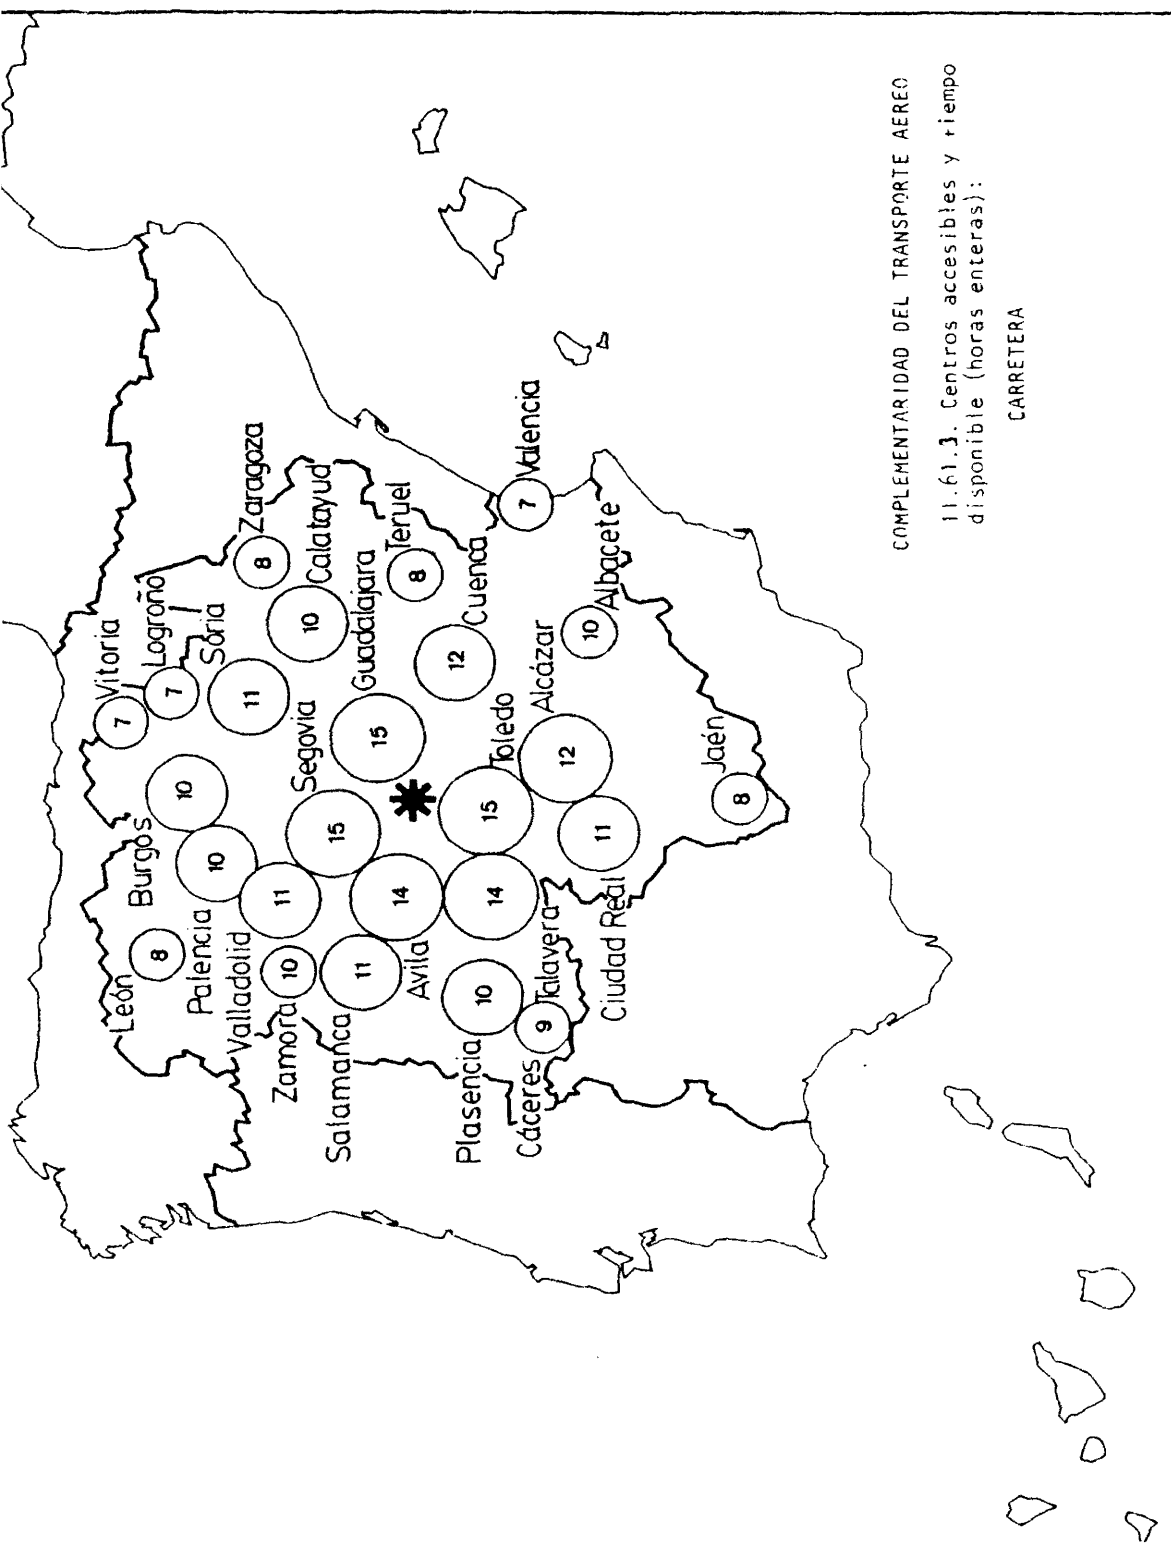 COMPLEMENTARIDAD DEL TRANSPORTE AEREO
11.61.3. Centros accesibles y tiempo
disponible (horas enteras):
CARRETERA
León
8
Burgos
10
Vitoria
7
Logroño
7
Palencia
10
Soria
11
Zaragoza
8
Valladolid
11
Zamora
10
Segovia
15
Calatayud
10
Salamanca
11
Avila
14
Guadalajara
15
Teruel
8
Plasencia
10
Talavera
14
Toledo
15
Cuenca
12
Valencia
7
Cáceres
9
Ciudad Real
11
Alcázar
12
Albacete
10
Jaén
8